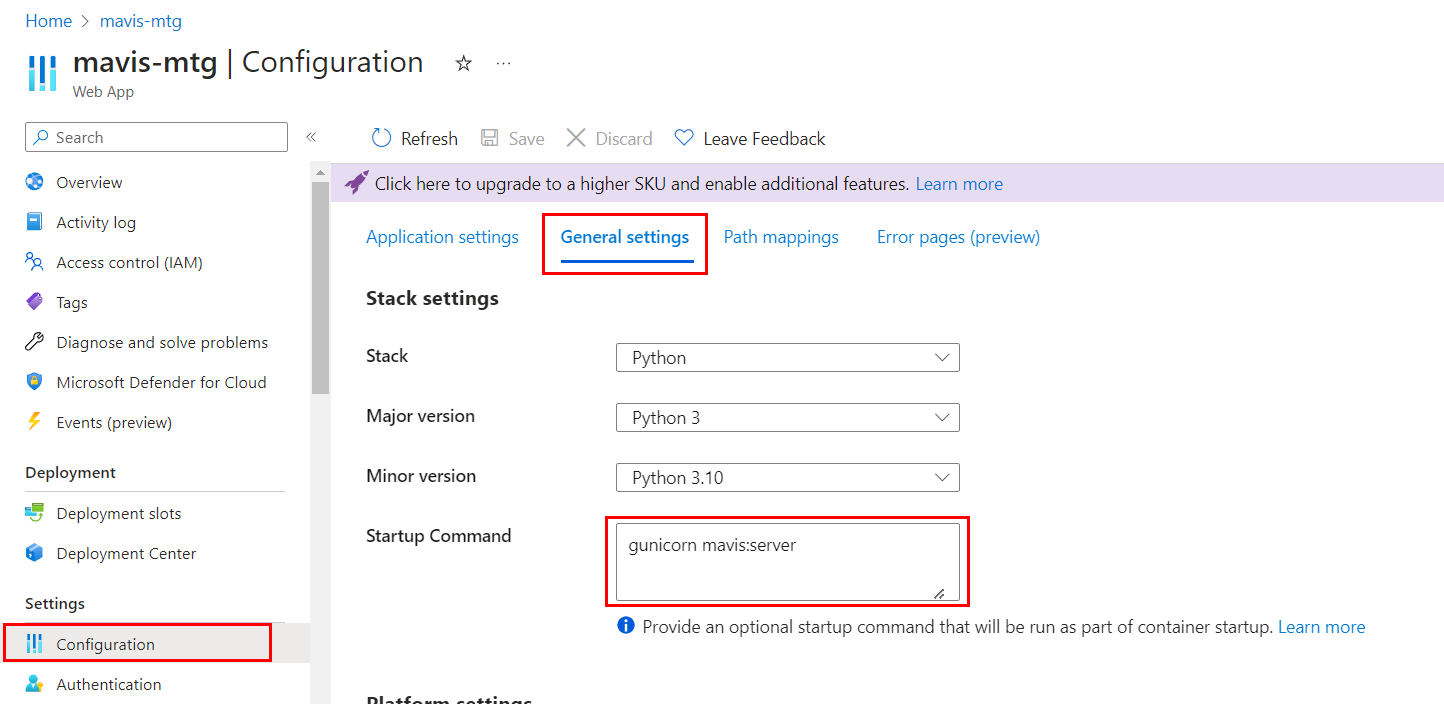 Home > mavis-mtg
mavis-mtg | Configuration ☆ ...
Web App
Search «
Refresh Save Discard Leave Feedback
Overview
Activity log
Access control (IAM)
Tags
Diagnose and solve problems
Microsoft Defender for Cloud
Events (preview)
Deployment
Deployment slots
Deployment Center
Settings
Configuration
Authentication
Click here to upgrade to a higher SKU and enable additional features. Learn more
Application settings General settings Path mappings Error pages (preview)
Stack settings
Stack Python
Major version Python 3
Minor version Python 3.10
Startup Command gunicorn mavis:server
Provide an optional startup command that will be run as part of container startup. Learn more
Platform settings